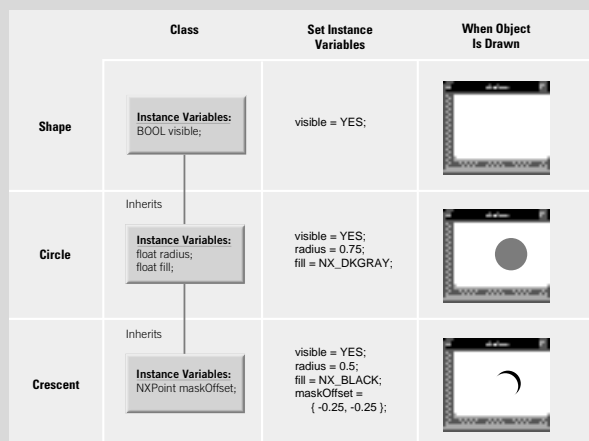 Class
Set Instance
Variables
When Object
Is Drawn
Shape
Instance Variables:
BOOL visible;
visible = YES;
Inherits
Circle
Instance Variables:
float radius;
float fill;
visible = YES;
radius = 0.75;
fill = NX_DKGRAY;
Inherits
Crescent
Instance Variables:
NXPoint maskOffset;
visible = YES;
radius = 0.5;
fill = NX_BLACK;
maskOffset =
{ -0.25, -0.25 };